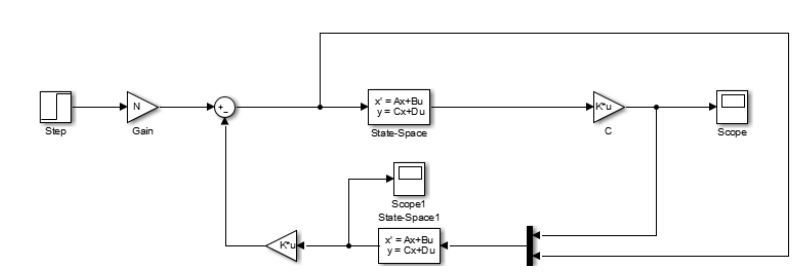 N
+
-
x' = Ax+Bu
y = Cx+Du
K*u
Step
Gain
State-Space
C
Scope
Scope1
State-Space1
K*u
x' = Ax+Bu
y = Cx+Du